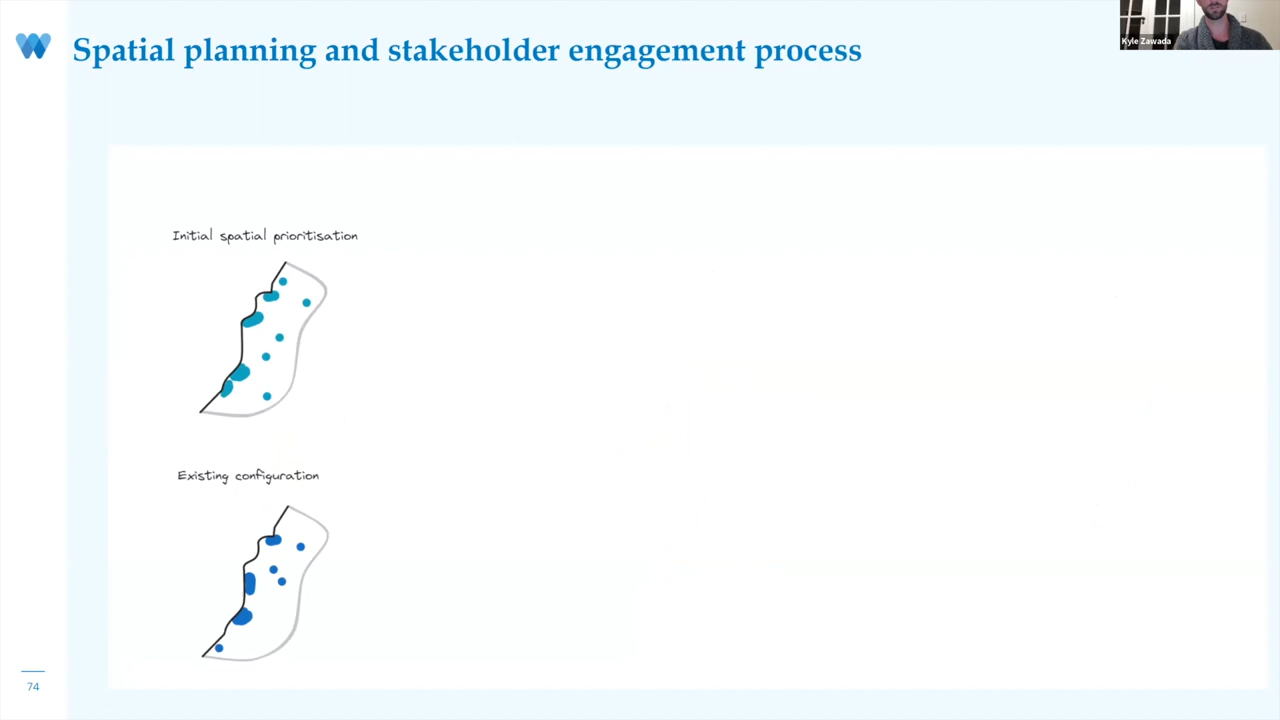 Spatial planning and stakeholder engagement process
Kyle Zawada
Initial spatial prioritisation
Existing configuration
74